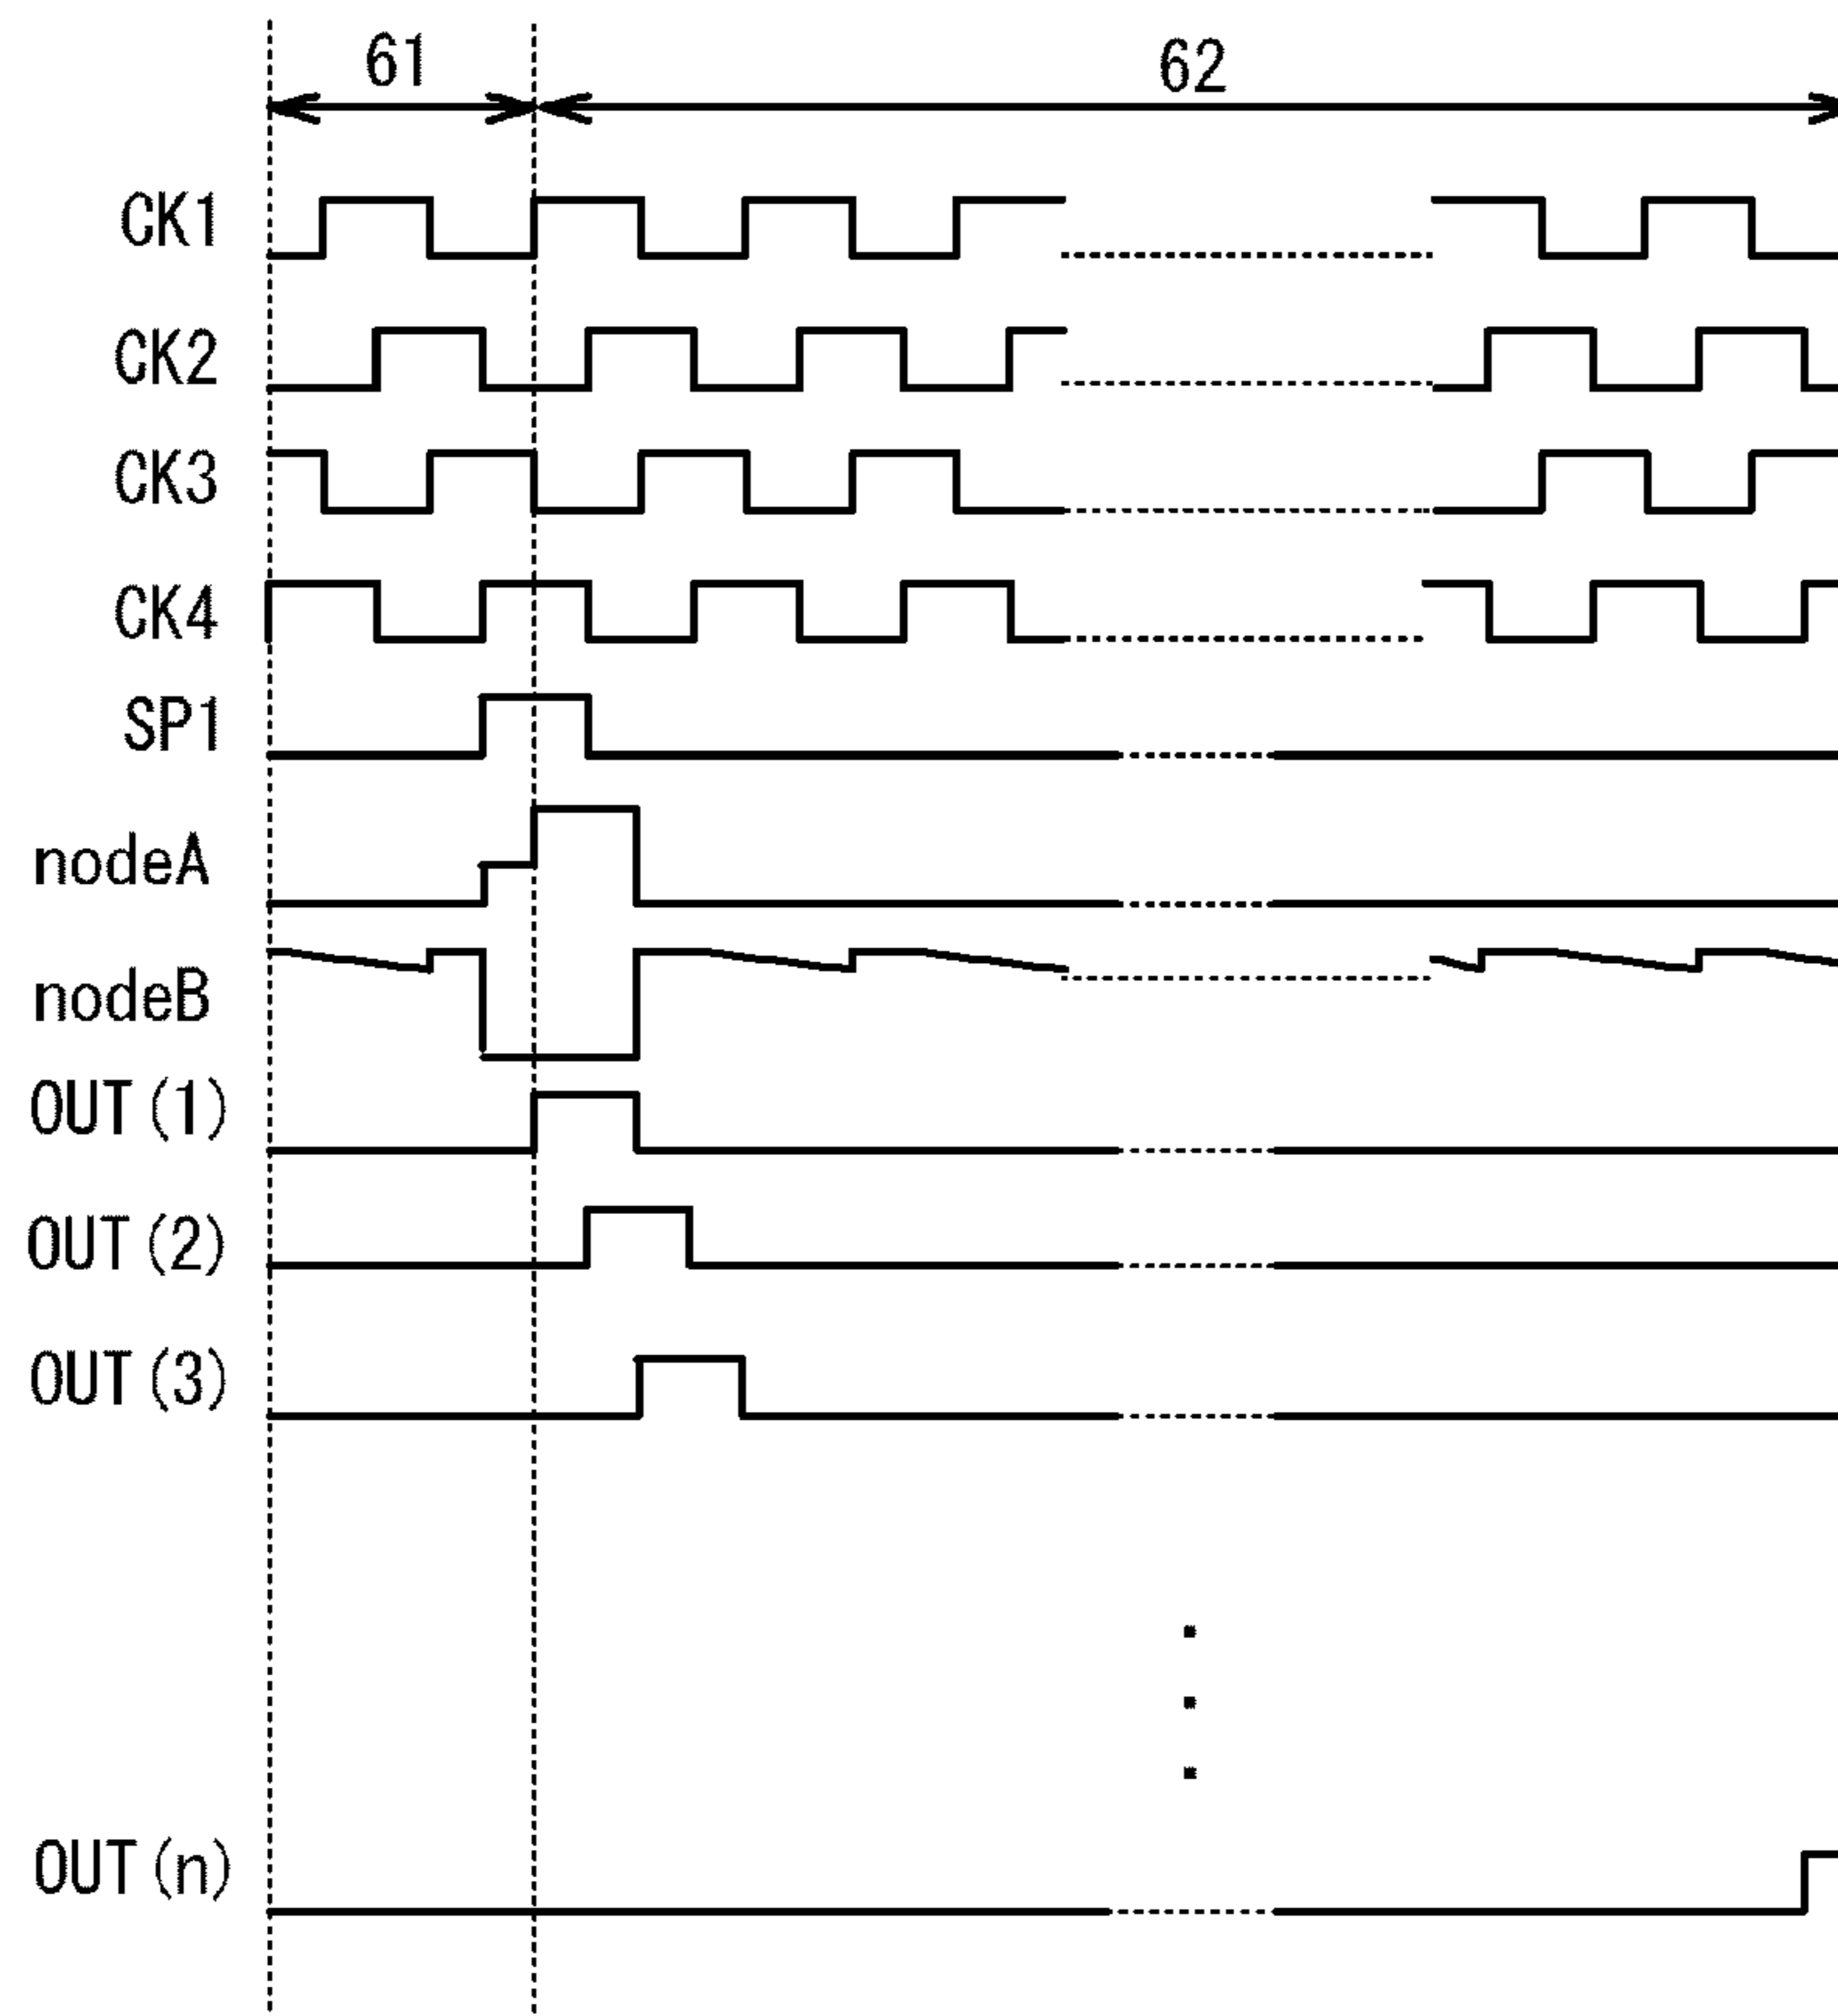 61 62
CK1
CK2
CK3
CK4
SP1
nodeA
nodeB
OUT(1)
OUT(2)
OUT(3)
OUT(n)